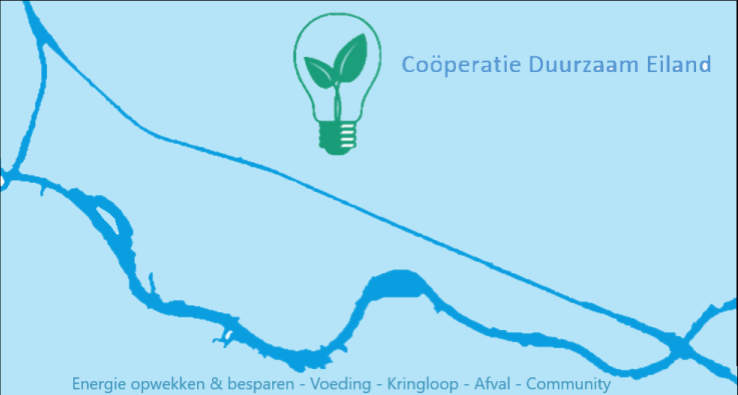 Coöperatie Duurzaam Eiland
Energie opwekken & besparen - Voeding - Kringloop - Afval - Community